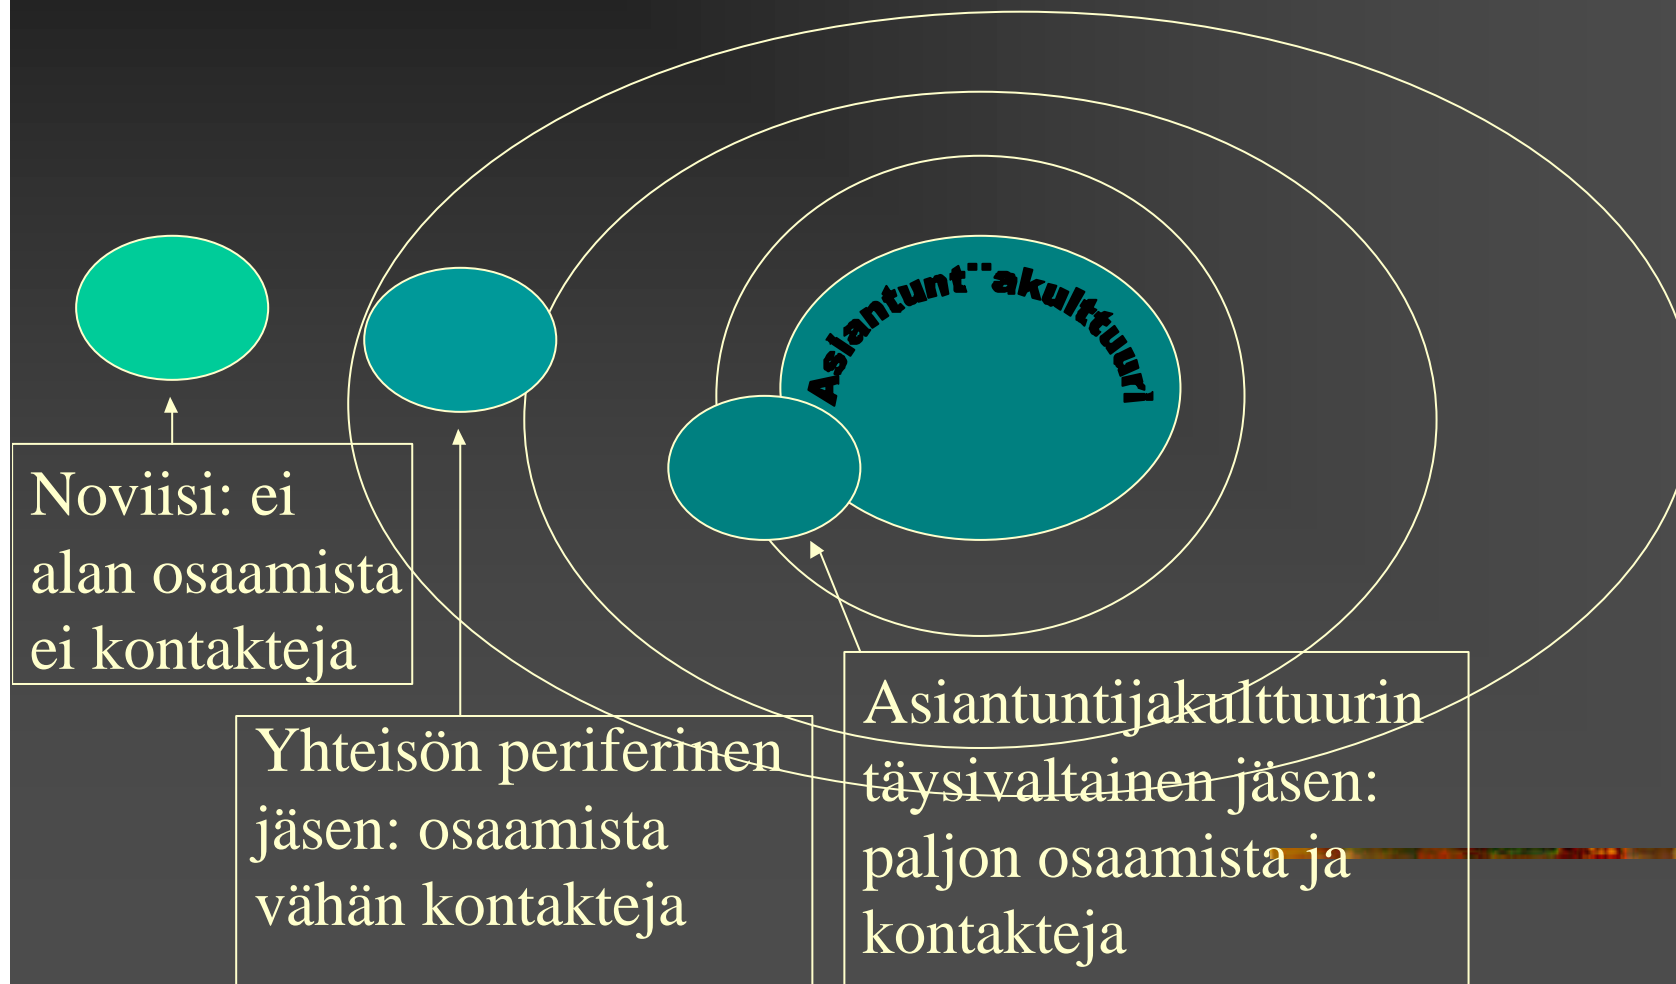 Asiantunt¨akulttuuri
Noviisi: ei
alan osaamista
ei kontakteja
Yhteisön periferinen
jäsen: osaamista
vähän kontakteja
Asiantuntijakulttuurin
täysivaltainen jäsen:
paljon osaamista ja
kontakteja